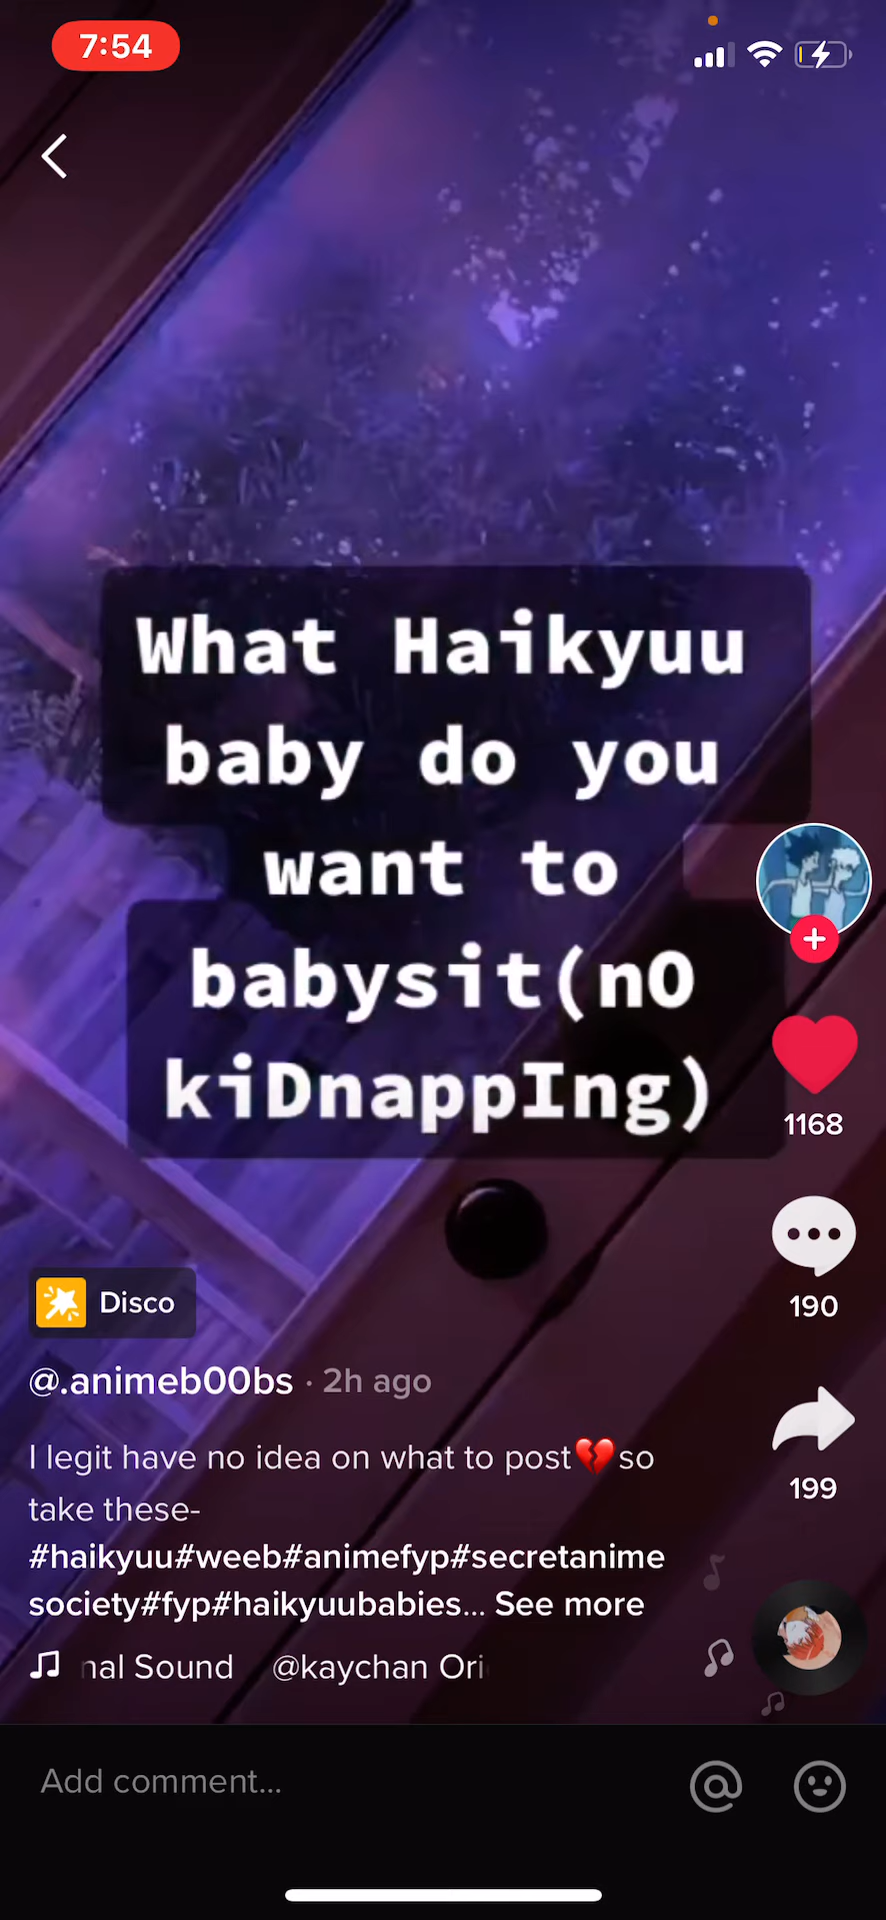 7:54
What Haikyuu
baby do you
want to
babysit(nO
kiDnappIng)
1168
190
Disco
@.animeb00bs · 2h ago
199
I legit have no idea on what to post💔so
take these-
#haikyuu#weeb#animefyp#secretanime
society#fyp#haikyuubabies... See more
nal Sound @kaychan Ori
Add comment...